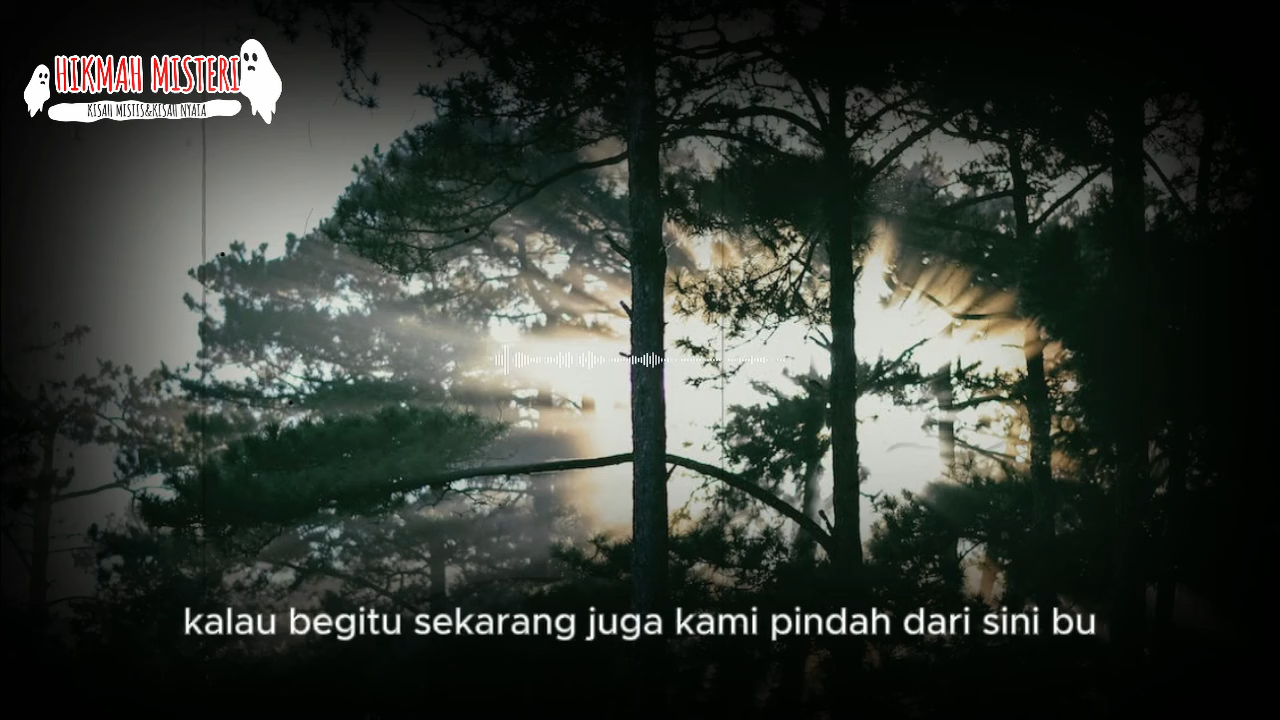 HIKMAH MISTERI
KISAH MISTIS&KISAH NYATA
kalau begitu sekarang juga kami pindah dari sini bu